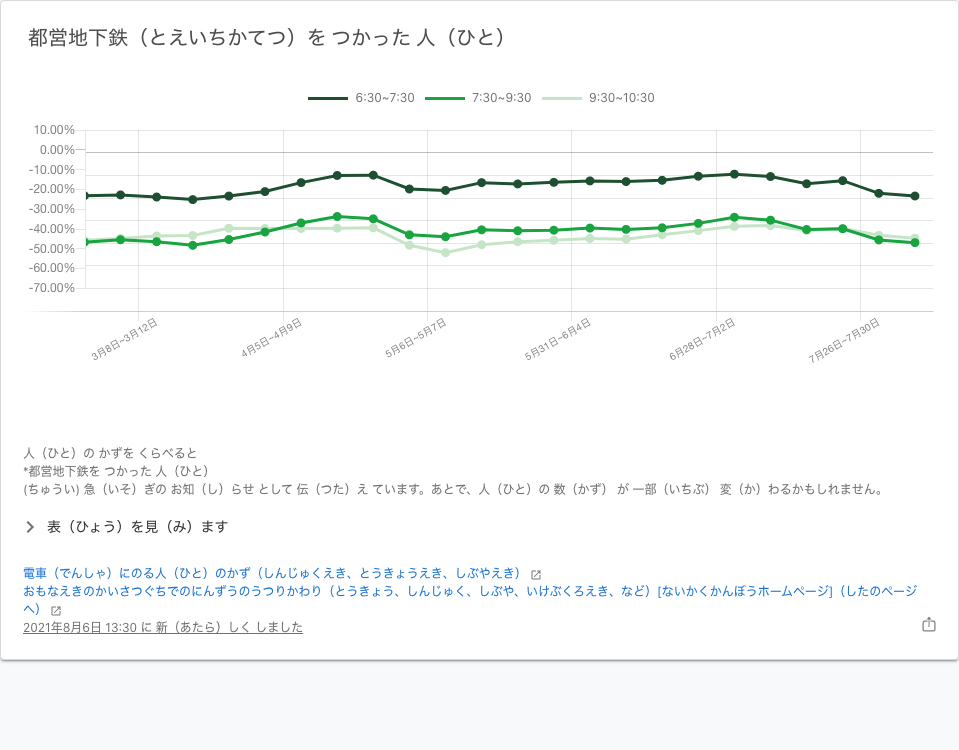 都営地下鉄（とえいちかてつ）を つかった 人（ひと）
6:30~7:30 7:30~9:30 9:30~10:30
10.00%
0.00%
-10.00%
-20.00%
-30.00%
-40.00%
-50.00%
-60.00%
-70.00%
3月8日~3月12日 4月5日~4月9日 5月6日~5月7日 5月31日~6月4日 6月28日~7月2日 7月26日~7月30日
人（ひと）の かずを くらべると
*都営地下鉄を つかった 人（ひと）
(ちゅうい) 急（いそ）ぎの お知（し）らせ として 伝（つた）え ています。あとで、人（ひと）の 数（かず） が 一部（いちぶ） 変（か）わるかもしれません。
表（ひょう）を見（み）ます
電車（でんしゃ）にのる人（ひと）のかず（しんじゅくえき、とうきょうえき、しぶやえき）
おもなえきのかいさつぐちでのにんずうのうつりかわり（とうきょう、しんじゅく、しぶや、いけぶくろえき、など）[ないかくかんぼうホームページ]（したのページ
へ）
2021年8月6日 13:30 に 新（あたら）しく しました